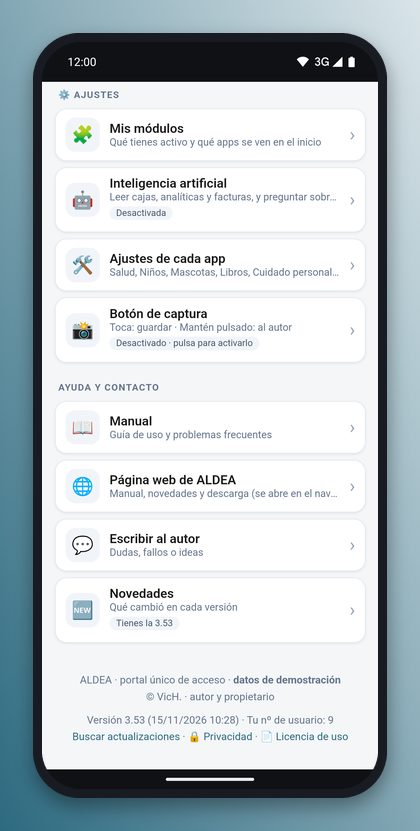 12:00
3G
AJUSTES
Mis módulos
Qué tienes activo y qué apps se ven en el inicio
Inteligencia artificial
Leer cajas, analíticas y facturas, y preguntar sobr...
Desactivada
Ajustes de cada app
Salud, Niños, Mascotas, Libros, Cuidado personal...
Botón de captura
Toca: guardar · Mantén pulsado: al autor
Desactivado · pulsa para activarlo
AYUDA Y CONTACTO
Manual
Guía de uso y problemas frecuentes
Página web de ALDEA
Manual, novedades y descarga (se abre en el nav...
Escribir al autor
Dudas, fallos o ideas
NEW
Novedades
Qué cambió en cada versión
Tienes la 3.53
ALDEA · portal único de acceso · datos de demostración
© VicH. · autor y propietario
Versión 3.53 (15/11/2026 10:28) · Tu nº de usuario: 9
Buscar actualizaciones · 🔒 Privacidad · 📄 Licencia de uso